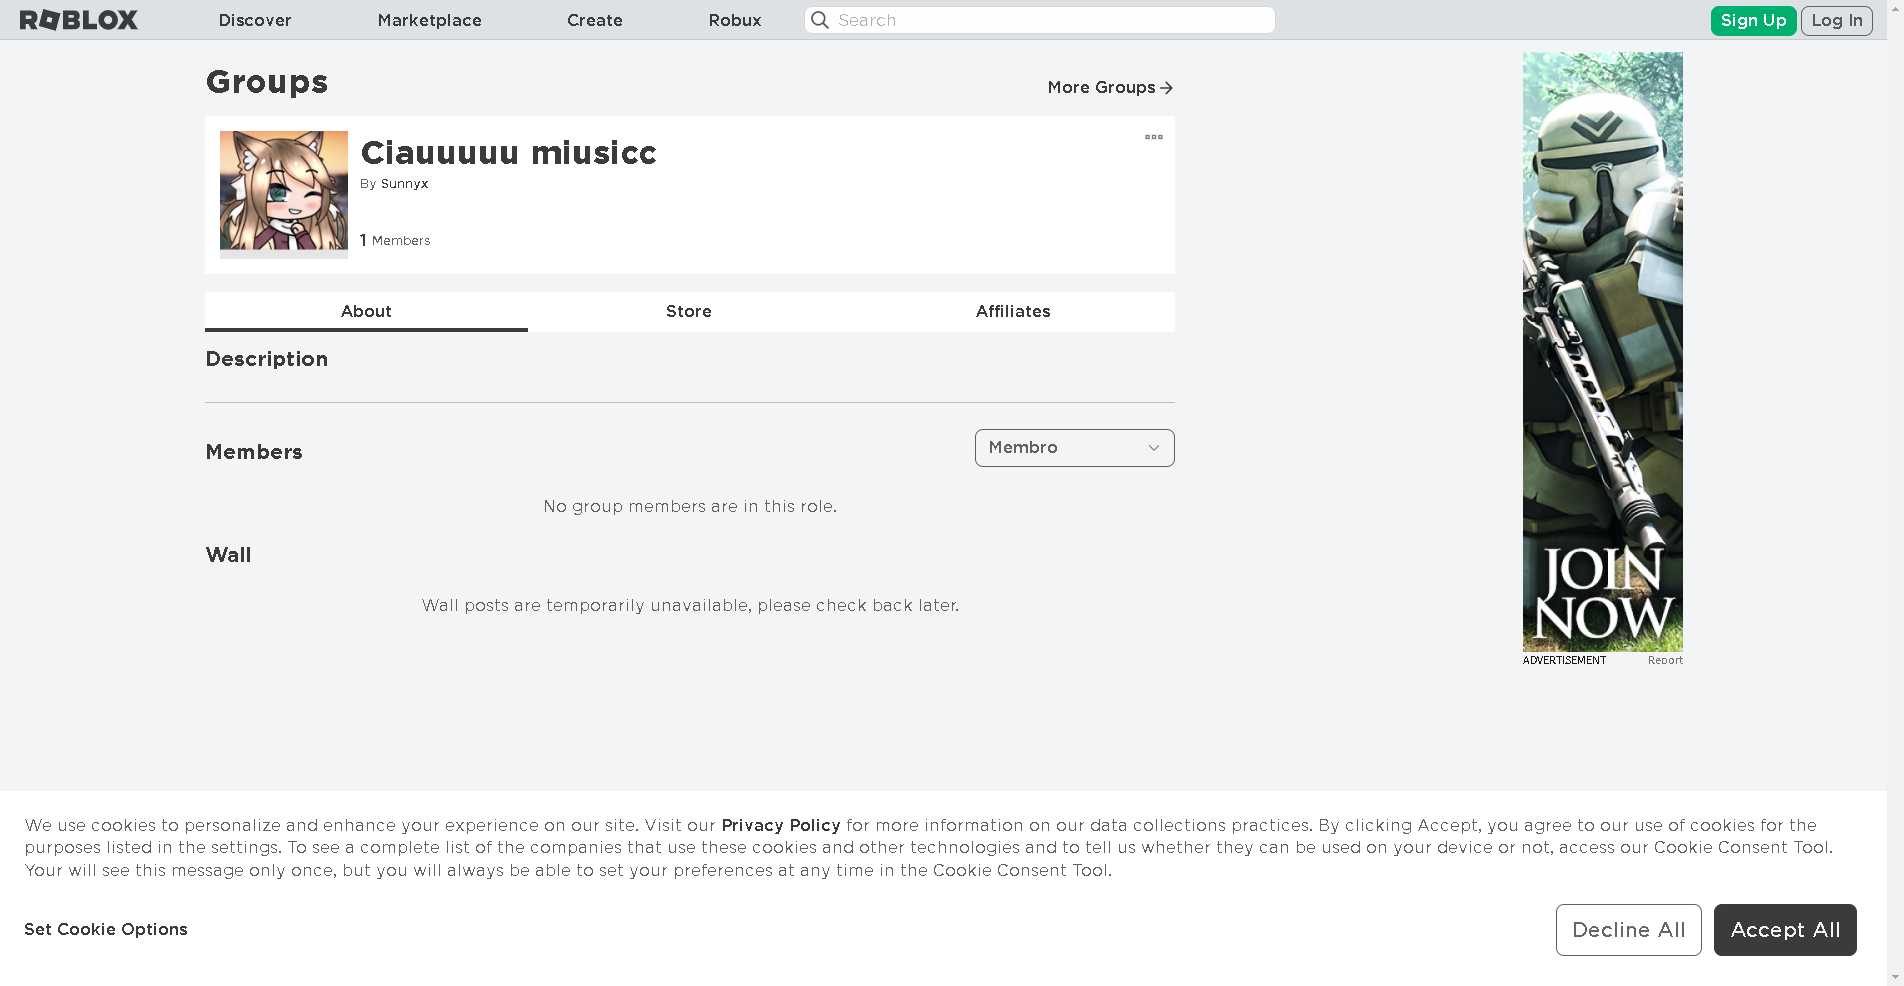 ROBLOX
Discover
Marketplace
Create
Robux
Search
Sign Up
Log In
Groups
More Groups
Ciauuuuu miusicc
By Sunnyx
1 Members
About
Store
Affiliates
Description
Members
Membro
No group members are in this role.
Wall
Wall posts are temporarily unavailable, please check back later.
JOIN
NOW
ADVERTISEMENT
Report
We use cookies to personalize and enhance your experience on our site. Visit our Privacy Policy for more information on our data collections practices. By clicking Accept, you agree to our use of cookies for the
purposes listed in the settings. To see a complete list of the companies that use these cookies and other technologies and to tell us whether they can be used on your device or not, access our Cookie Consent Tool.
Your will see this message only once, but you will always be able to set your preferences at any time in the Cookie Consent Tool.
Set Cookie Options
Decline All
Accept All